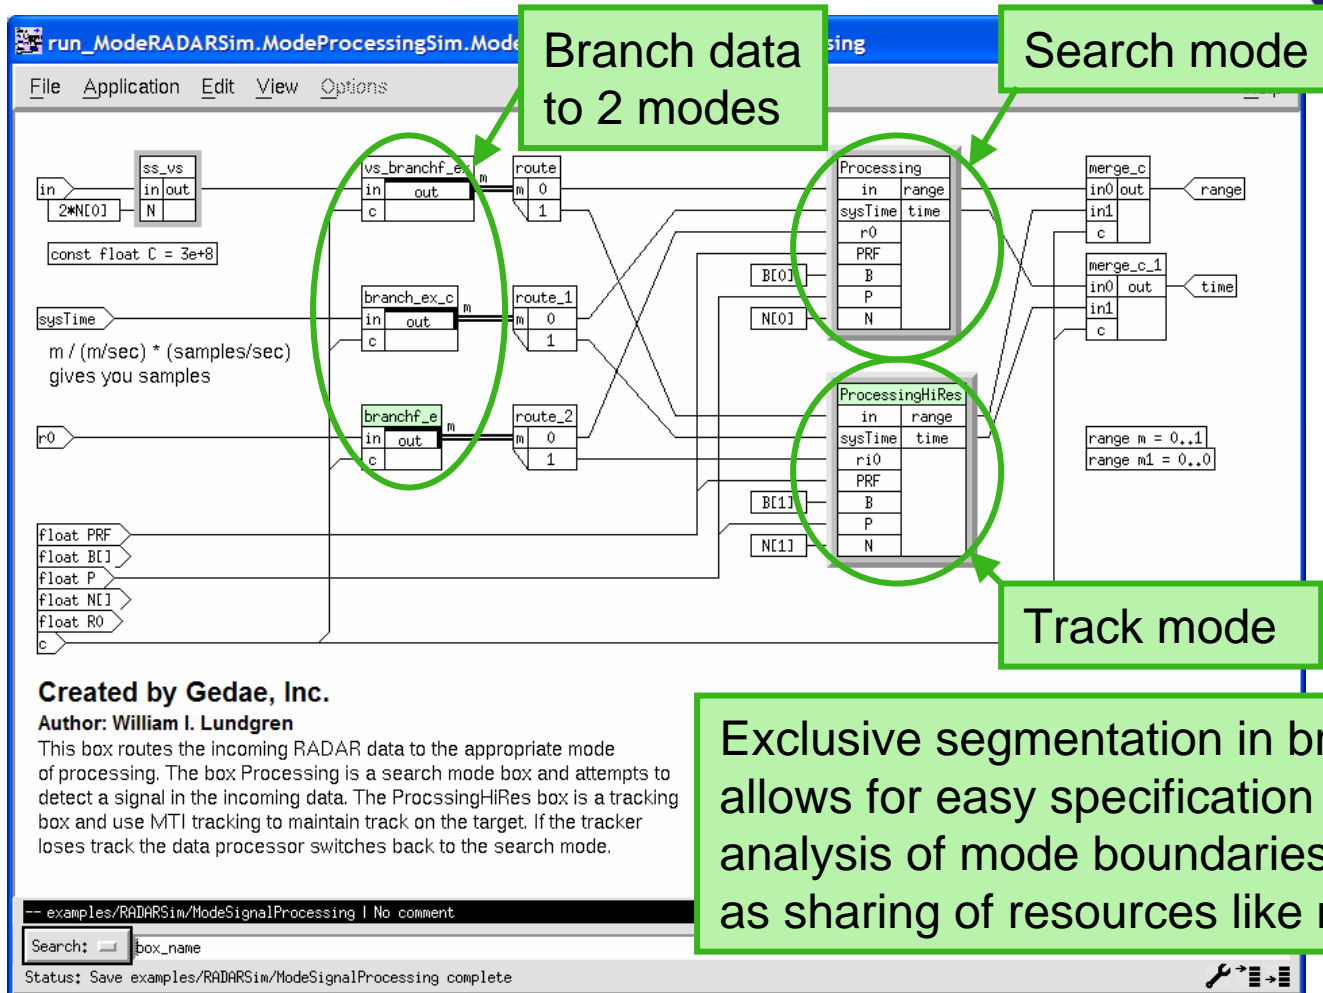 run_ModeRADARSim.ModeProcessingSim.Mode
sing
Branch data
to 2 modes
Search mode
File Application Edit View Options
ss_vs
in out
N
in
2*N[0]
const float C = 3e+8
vs_branchf_ex
in out
c
m
route
m 0
1
Processing
in range
sysTime time
r0
PRF
B
P
N
B[0]
N[0]
merge_c
in0 out
in1
c
range
merge_c_1
in0 out
in1
c
time
sysTime
m / (m/sec) * (samples/sec)
gives you samples
branch_ex_c
in out
c
m
route_1
m 0
1
r0
branchf_e
in out
c
m
route_2
m 0
1
ProcessingHiRes
in range
sysTime time
ri0
PRF
B
P
N
B[1]
N[1]
range m = 0..1
range m1 = 0..0
float PRF
float B[]
float P
float N[]
float R0
c
Track mode
Created by Gedae, Inc.
Author: William I. Lundgren
This box routes the incoming RADAR data to the appropriate mode
of processing. The box Processing is a search mode box and attempts to
detect a signal in the incoming data. The ProcssingHiRes box is a tracking
box and use MTI tracking to maintain track on the target. If the tracker
loses track the data processor switches back to the search mode.
Exclusive segmentation in br
allows for easy specification
analysis of mode boundaries
as sharing of resources like
-- examples/RADARSim/ModeSignalProcessing | No comment
Search: box_name
Status: Save examples/RADARSim/ModeSignalProcessing complete